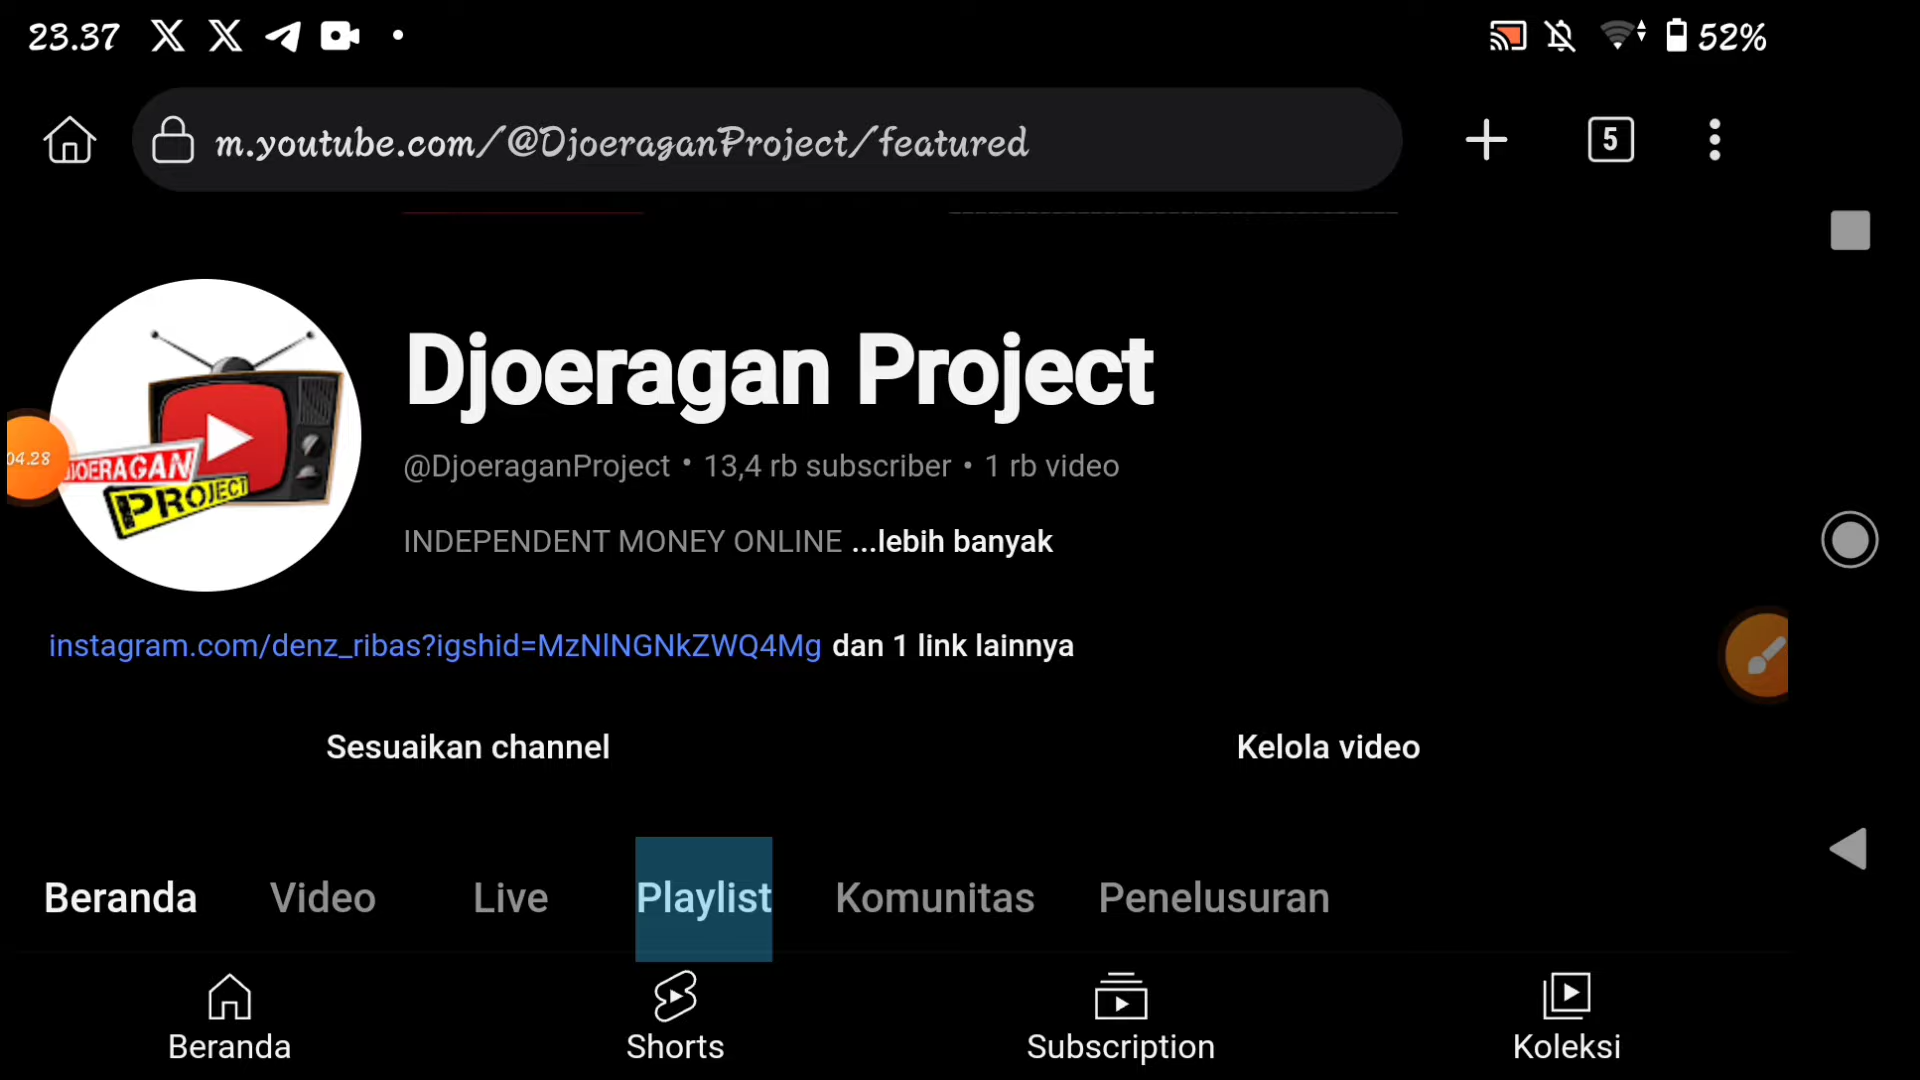 23.37
52%
m.youtube.com/@DjoeraganProject/featured
5
Djoeragan Project
@DjoeraganProject • 13,4 rb subscriber • 1 rb video
04.28
DJOERAGAN
PROJECT
INDEPENDENT MONEY ONLINE ...lebih banyak
instagram.com/denz_ribas?igshid=MzNlNGNkZWQ4Mg dan 1 link lainnya
Sesuaikan channel
Kelola video
Beranda Video Live Playlist Komunitas Penelusuran
Beranda Shorts Subscription Koleksi